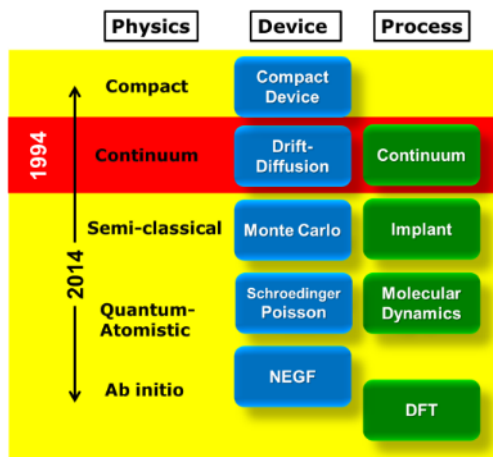 Physics Device Process
Compact
Compact
Device
1994
Continuum
Drift-
Diffusion
Continuum
Semi-classical
Monte Carlo
Implant
2014
Quantum-
Atomistic
Schroedinger
Poisson
Molecular
Dynamics
Ab initio
NEGF
DFT